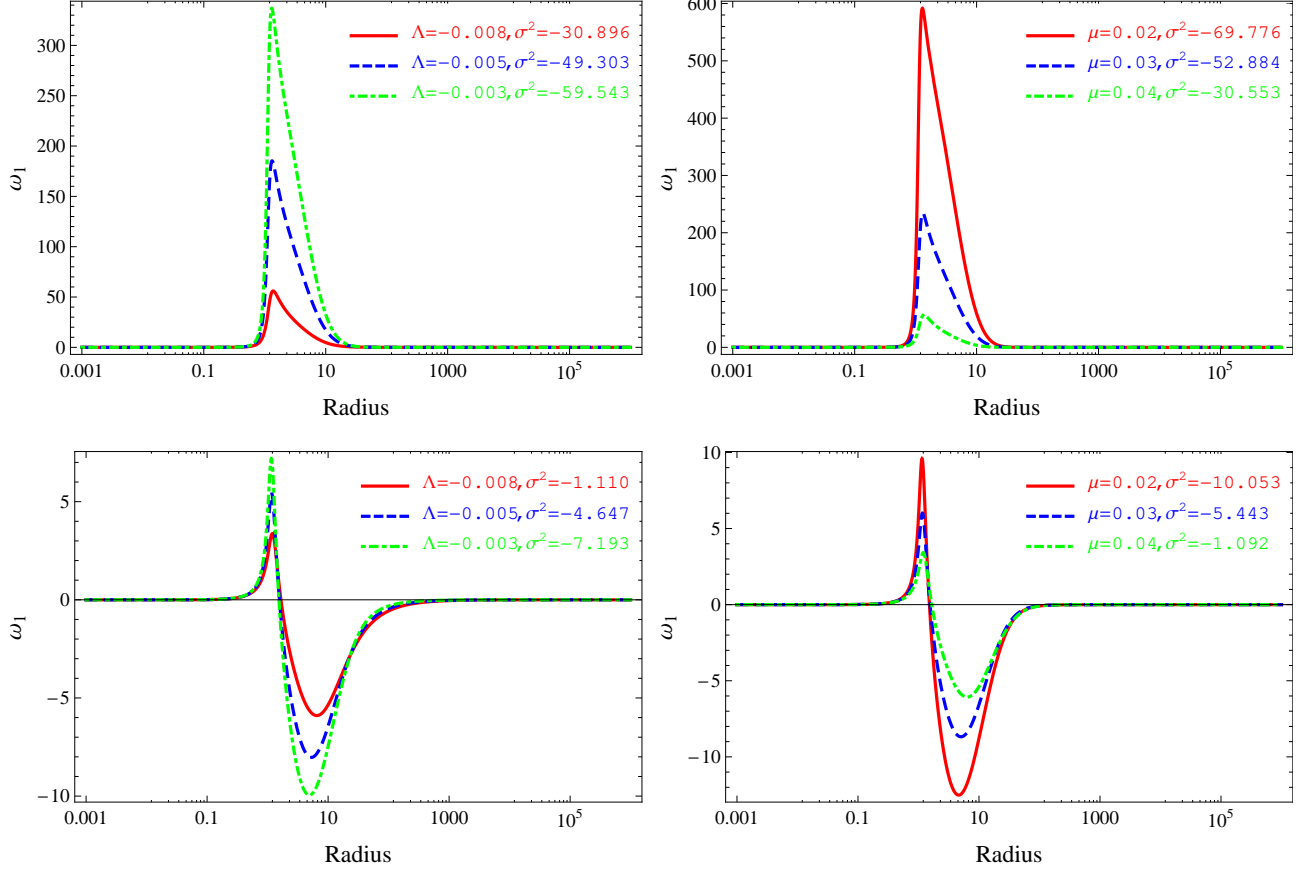 Λ=−0.008, σ²=−30.896
Λ=−0.005, σ²=−49.303
Λ=−0.003, σ²=−59.543
300
250
200
150
100
50
0
ω₁
0.001 0.1 10 1000 10⁵
Radius
μ=0.02, σ²=−69.776
μ=0.03, σ²=−52.884
μ=0.04, σ²=−30.553
600
500
400
300
200
100
0
ω₁
0.001 0.1 10 1000 10⁵
Radius
Λ=−0.008, σ²=−1.110
Λ=−0.005, σ²=−4.647
Λ=−0.003, σ²=−7.193
5
0
−5
−10
ω₁
0.001 0.1 10 1000 10⁵
Radius
μ=0.02, σ²=−10.053
μ=0.03, σ²=−5.443
μ=0.04, σ²=−1.092
10
5
0
−5
−10
ω₁
0.001 0.1 10 1000 10⁵
Radius